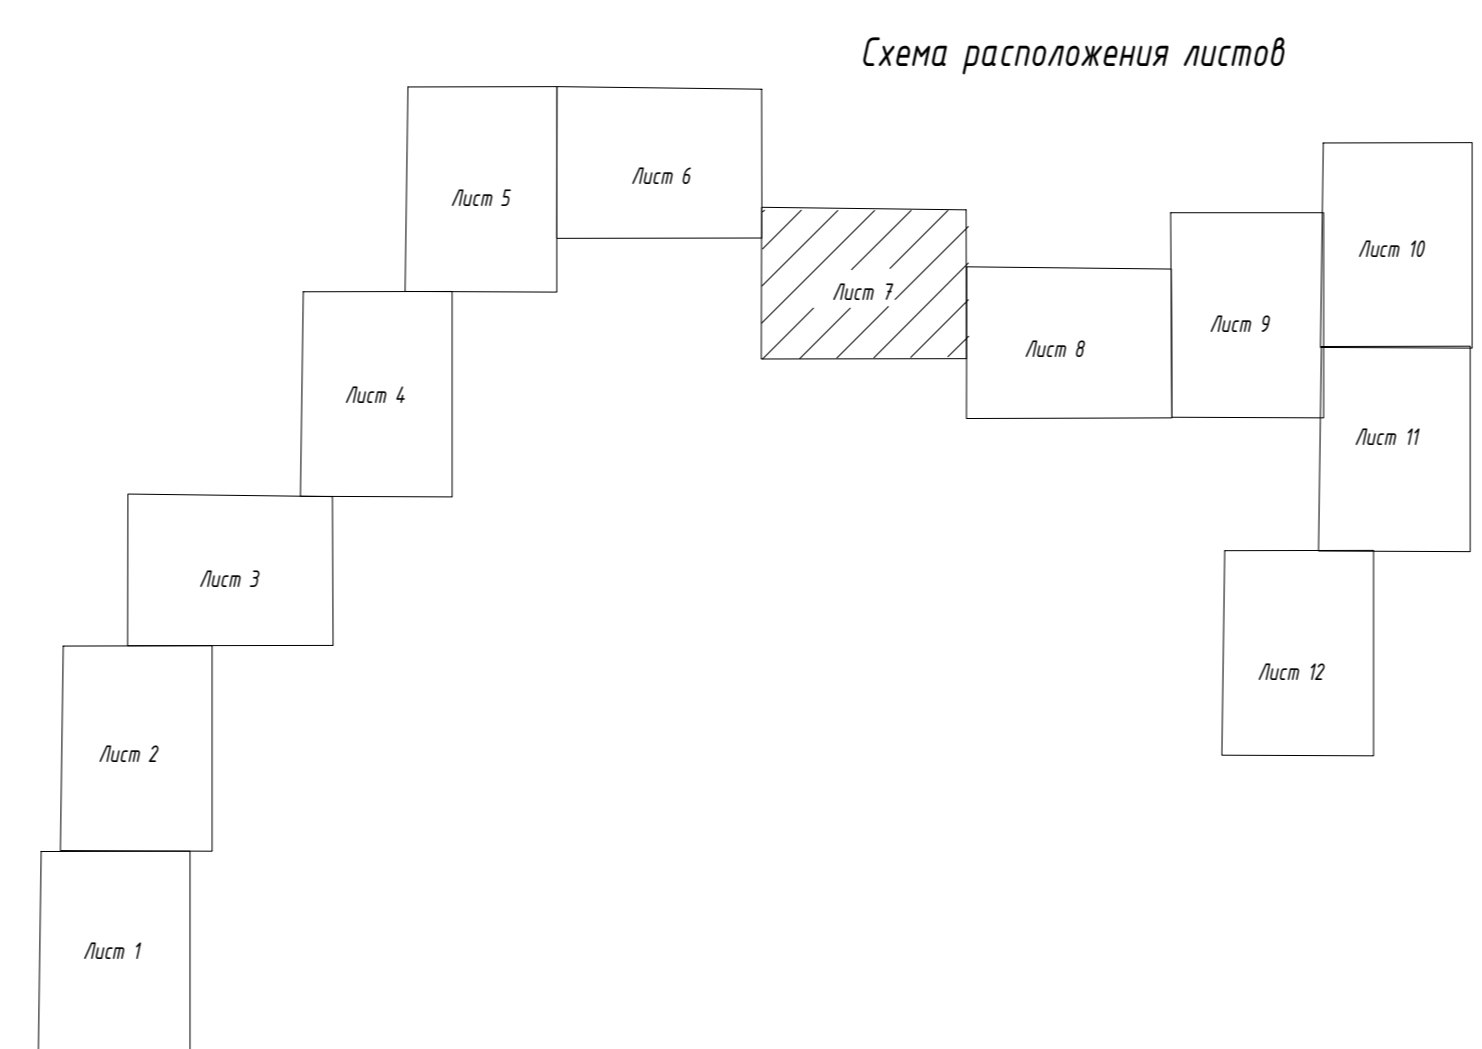 Схема расположения листов
Лист 5
Лист 6
Лист 7
Лист 8
Лист 9
Лист 10
Лист 11
Лист 4
Лист 3
Лист 12
Лист 2
Лист 1